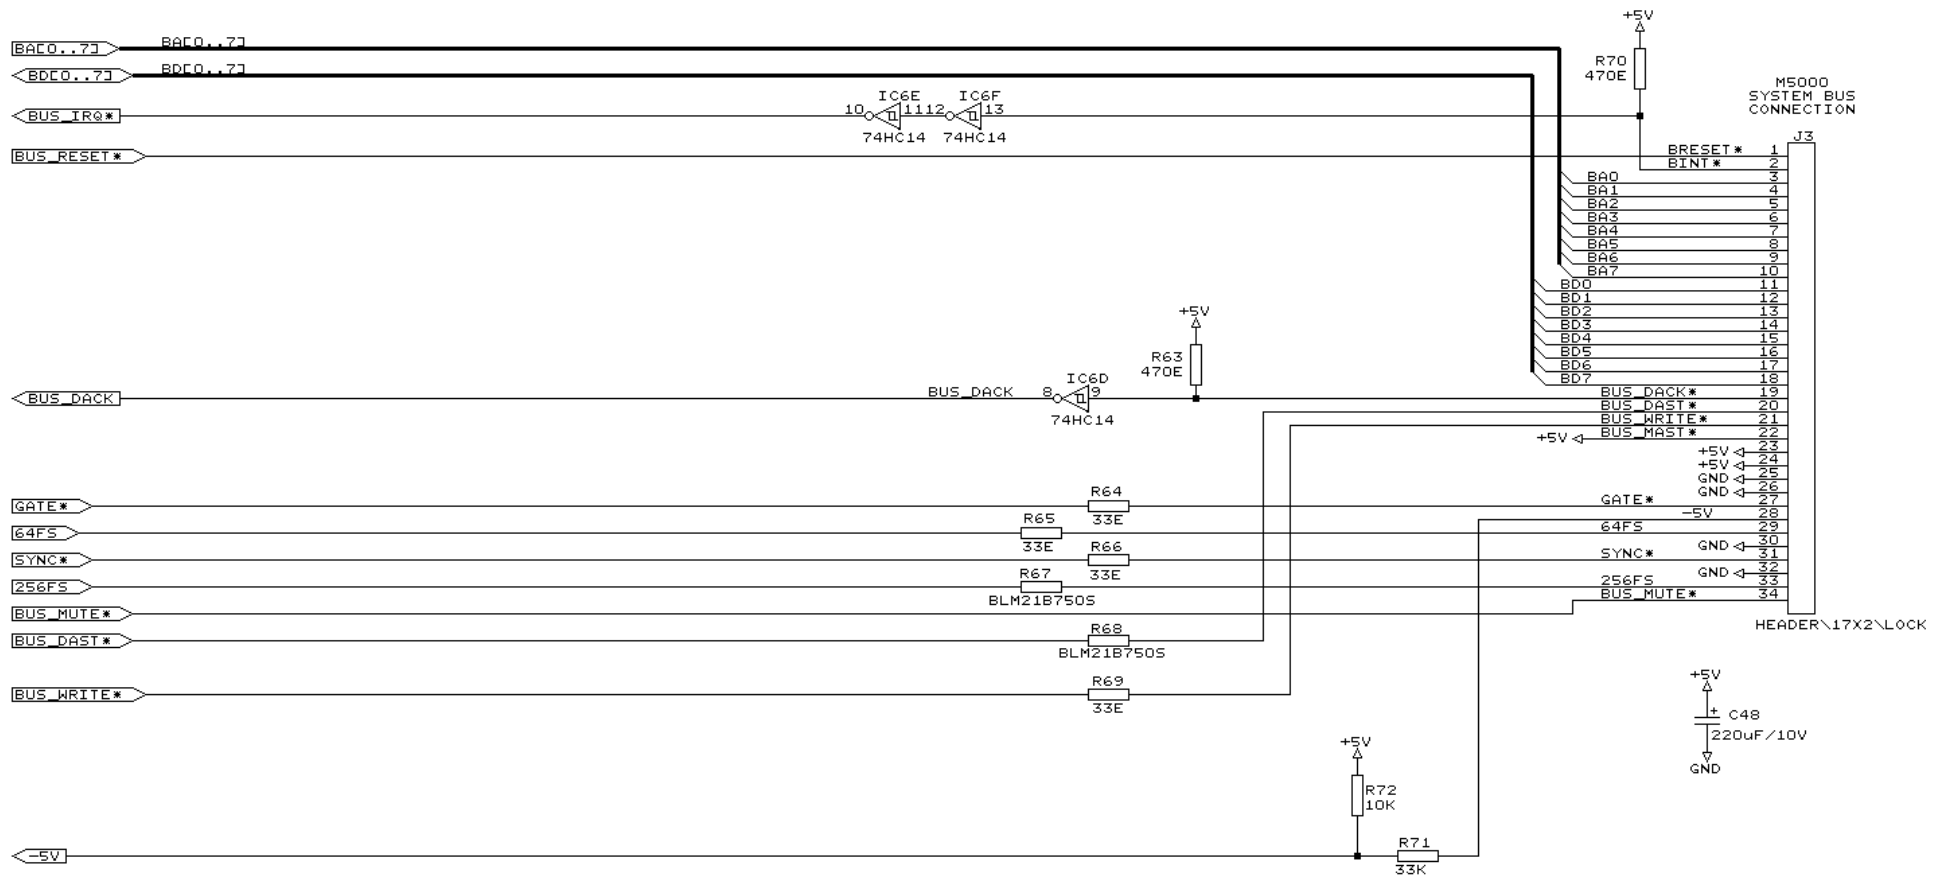 +5V
BA[0..7]
BA[0..7]
R70
470E
BD[0..7]
BD[0..7]
M5000
SYSTEM BUS
CONNECTION
IC6E
IC6F
BUS_IRQ*
10
11
12
13
74HC14
74HC14
J3
BUS_RESET*
BRESET*
1
BINT*
2
BA0
3
BA1
4
BA2
5
BA3
6
BA4
7
BA5
8
BA6
9
BA7
10
BD0
11
BD1
12
BD2
13
BD3
14
BD4
15
BD5
16
BD6
17
BD7
18
+5V
R63
470E
IC6D
BUS_DACK
BUS_DACK
8
9
74HC14
BUS_DACK*
19
BUS_DAST*
20
BUS_WRITE*
21
BUS_MAST*
22
+5V
23
+5V
24
+5V
25
GND
26
GND
27
GATE*
R64
33E
GATE*
28
-5V
64FS
R65
33E
64FS
29
30
GND
SYNC*
R66
33E
SYNC*
31
32
GND
256FS
R67
BLM21B750S
256FS
33
BUS_MUTE*
BUS_MUTE*
34
BUS_DAST*
R68
BLM21B750S
HEADER\17X2\LOCK
BUS_WRITE*
R69
33E
+5V
+
C48
220uF/10V
GND
+5V
R72
10K
-5V
R71
33K